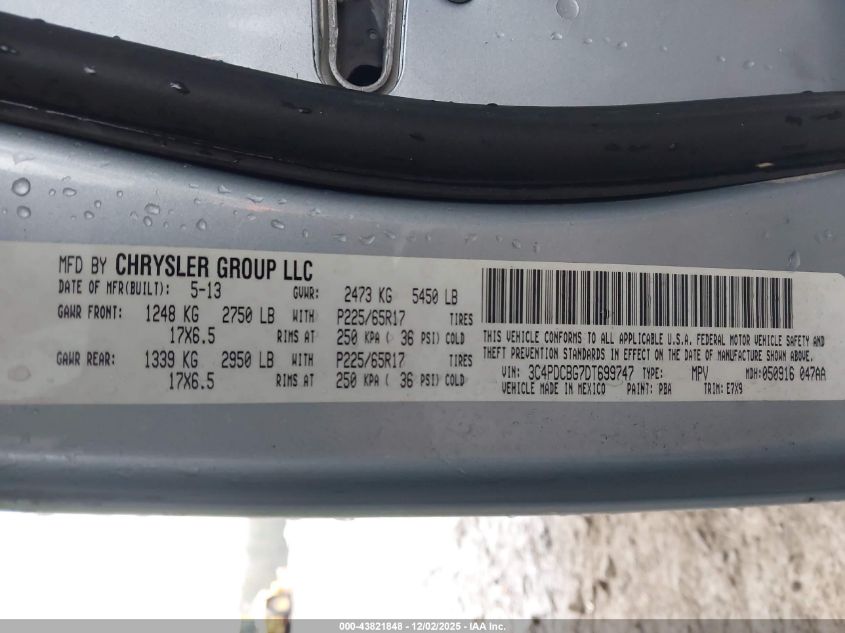 MFD BY CHRYSLER GROUP LLC
DATE OF MFR(BUILT): 5-13 GVWR: 2473 KG 5450 LB
GAWR FRONT: 1248 KG 2750 LB WITH P225/65R17 TIRES
17X6.5 RIMS AT 250 KPA ( 36 PSI) COLD
GAWR REAR: 1339 KG 2950 LB WITH P225/65R17 TIRES
17X6.5 RIMS AT 250 KPA ( 36 PSI) COLD
THIS VEHICLE CONFORMS TO ALL APPLICABLE U.S.A. FEDERAL MOTOR VEHICLE SAFETY AND
THEFT PREVENTION STANDARDS IN EFFECT ON THE DATE OF MANUFACTURE SHOWN ABOVE.
VIN: 3C4PDCBG7DT699747 TYPE: MPV MDH: 050916 047AA
VEHICLE MADE IN MEXICO PAINT: PBA TRIM: E7X9
000-43821848 - 12/02/2025 - IAA Inc.